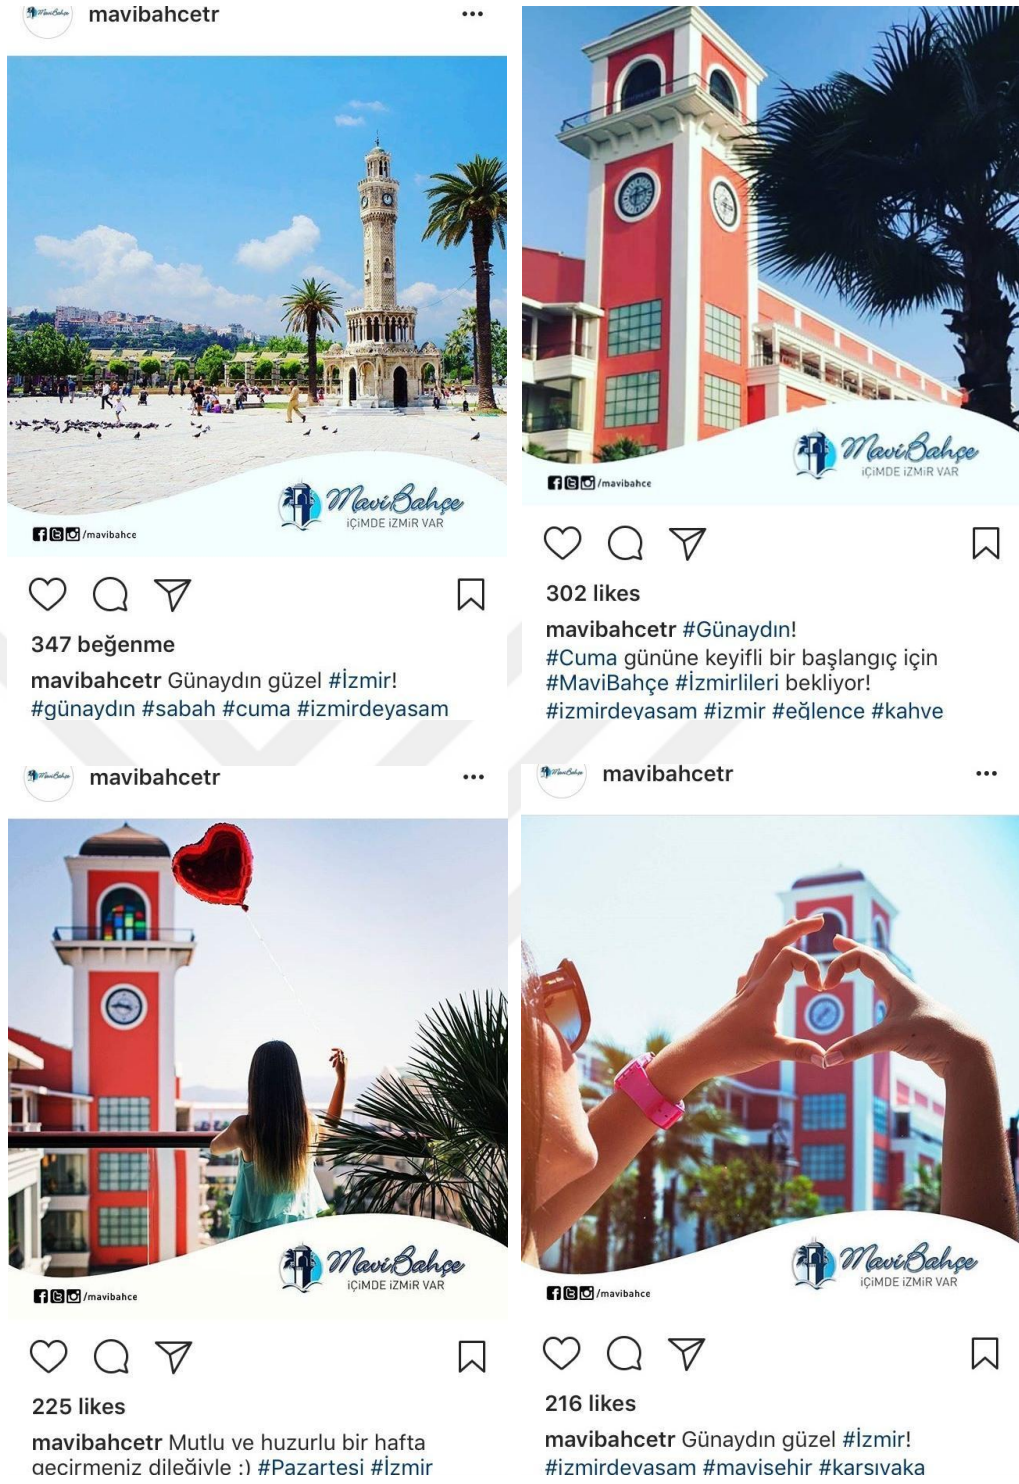 mavibahcetr
MaviBahçe
İÇİMDE İZMİR VAR
/mavibahce
347 beğenme
mavibahcetr Günaydın güzel #İzmir!
#günaydın #sabah #cuma #izmirdeyasam
MaviBahçe
İÇİMDE İZMİR VAR
/mavibahce
302 likes
mavibahcetr #Günaydın!
#Cuma gününe keyifli bir başlangıç için
#MaviBahçe #İzmirlileri bekliyor!
#izmirdeyasam #izmir #eğlence #kahve
mavibahcetr
MaviBahçe
İÇİMDE İZMİR VAR
/mavibahce
225 likes
mavibahcetr Mutlu ve huzurlu bir hafta
geçirmeniz dileğiyle :) #Pazartesi #İzmir
mavibahcetr
MaviBahçe
İÇİMDE İZMİR VAR
/mavibahce
216 likes
mavibahcetr Günaydın güzel #İzmir!
#izmirdeyasam #mavisehir #karsıyaka